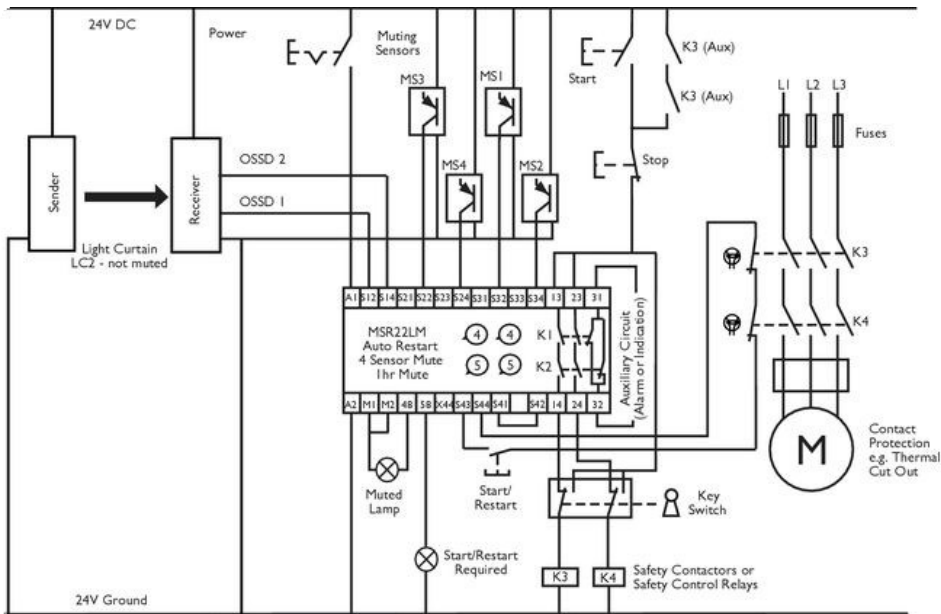 24V DC
Power
Muting
Sensors
MS3
MS1
MS4
MS2
Start
K3 (Aux)
K3 (Aux)
Stop
L1 L2 L3
Fuses
Sender
Receiver
OSSD 2
OSSD 1
Light Curtain
LC2 - not muted
K3
K4
A1 S12 S14 S21 S22 S23 S24 S31 S32 S33 S34 13 23 31
MSR22LM
Auto Restart
4 Sensor Mute
1hr Mute
4 4
5 5
K1
K2
Auxiliary Circuit
(Alarm or Indication)
A2 M1 M2 4B 5B X44 S43 S44 S41 S42 14 24 32
M
Contact
Protection
e.g. Thermal
Cut Out
Muted
Lamp
Start/
Restart
Key
Switch
Start/Restart
Required
K3
K4
Safety Contactors or
Safety Control Relays
24V Ground